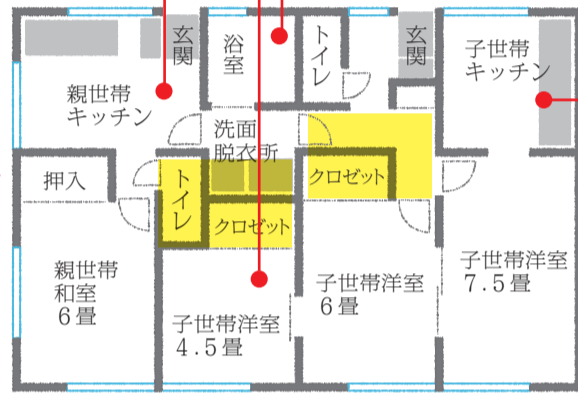 玄関
浴室
トイレ
玄関
子世帯
キッチン
親世帯
キッチン
洗面
脱衣所
押入
トイレ
クロゼット
クロゼット
親世帯
和室
6畳
子世帯洋室
4.5畳
子世帯洋室
6畳
子世帯洋室
7.5畳